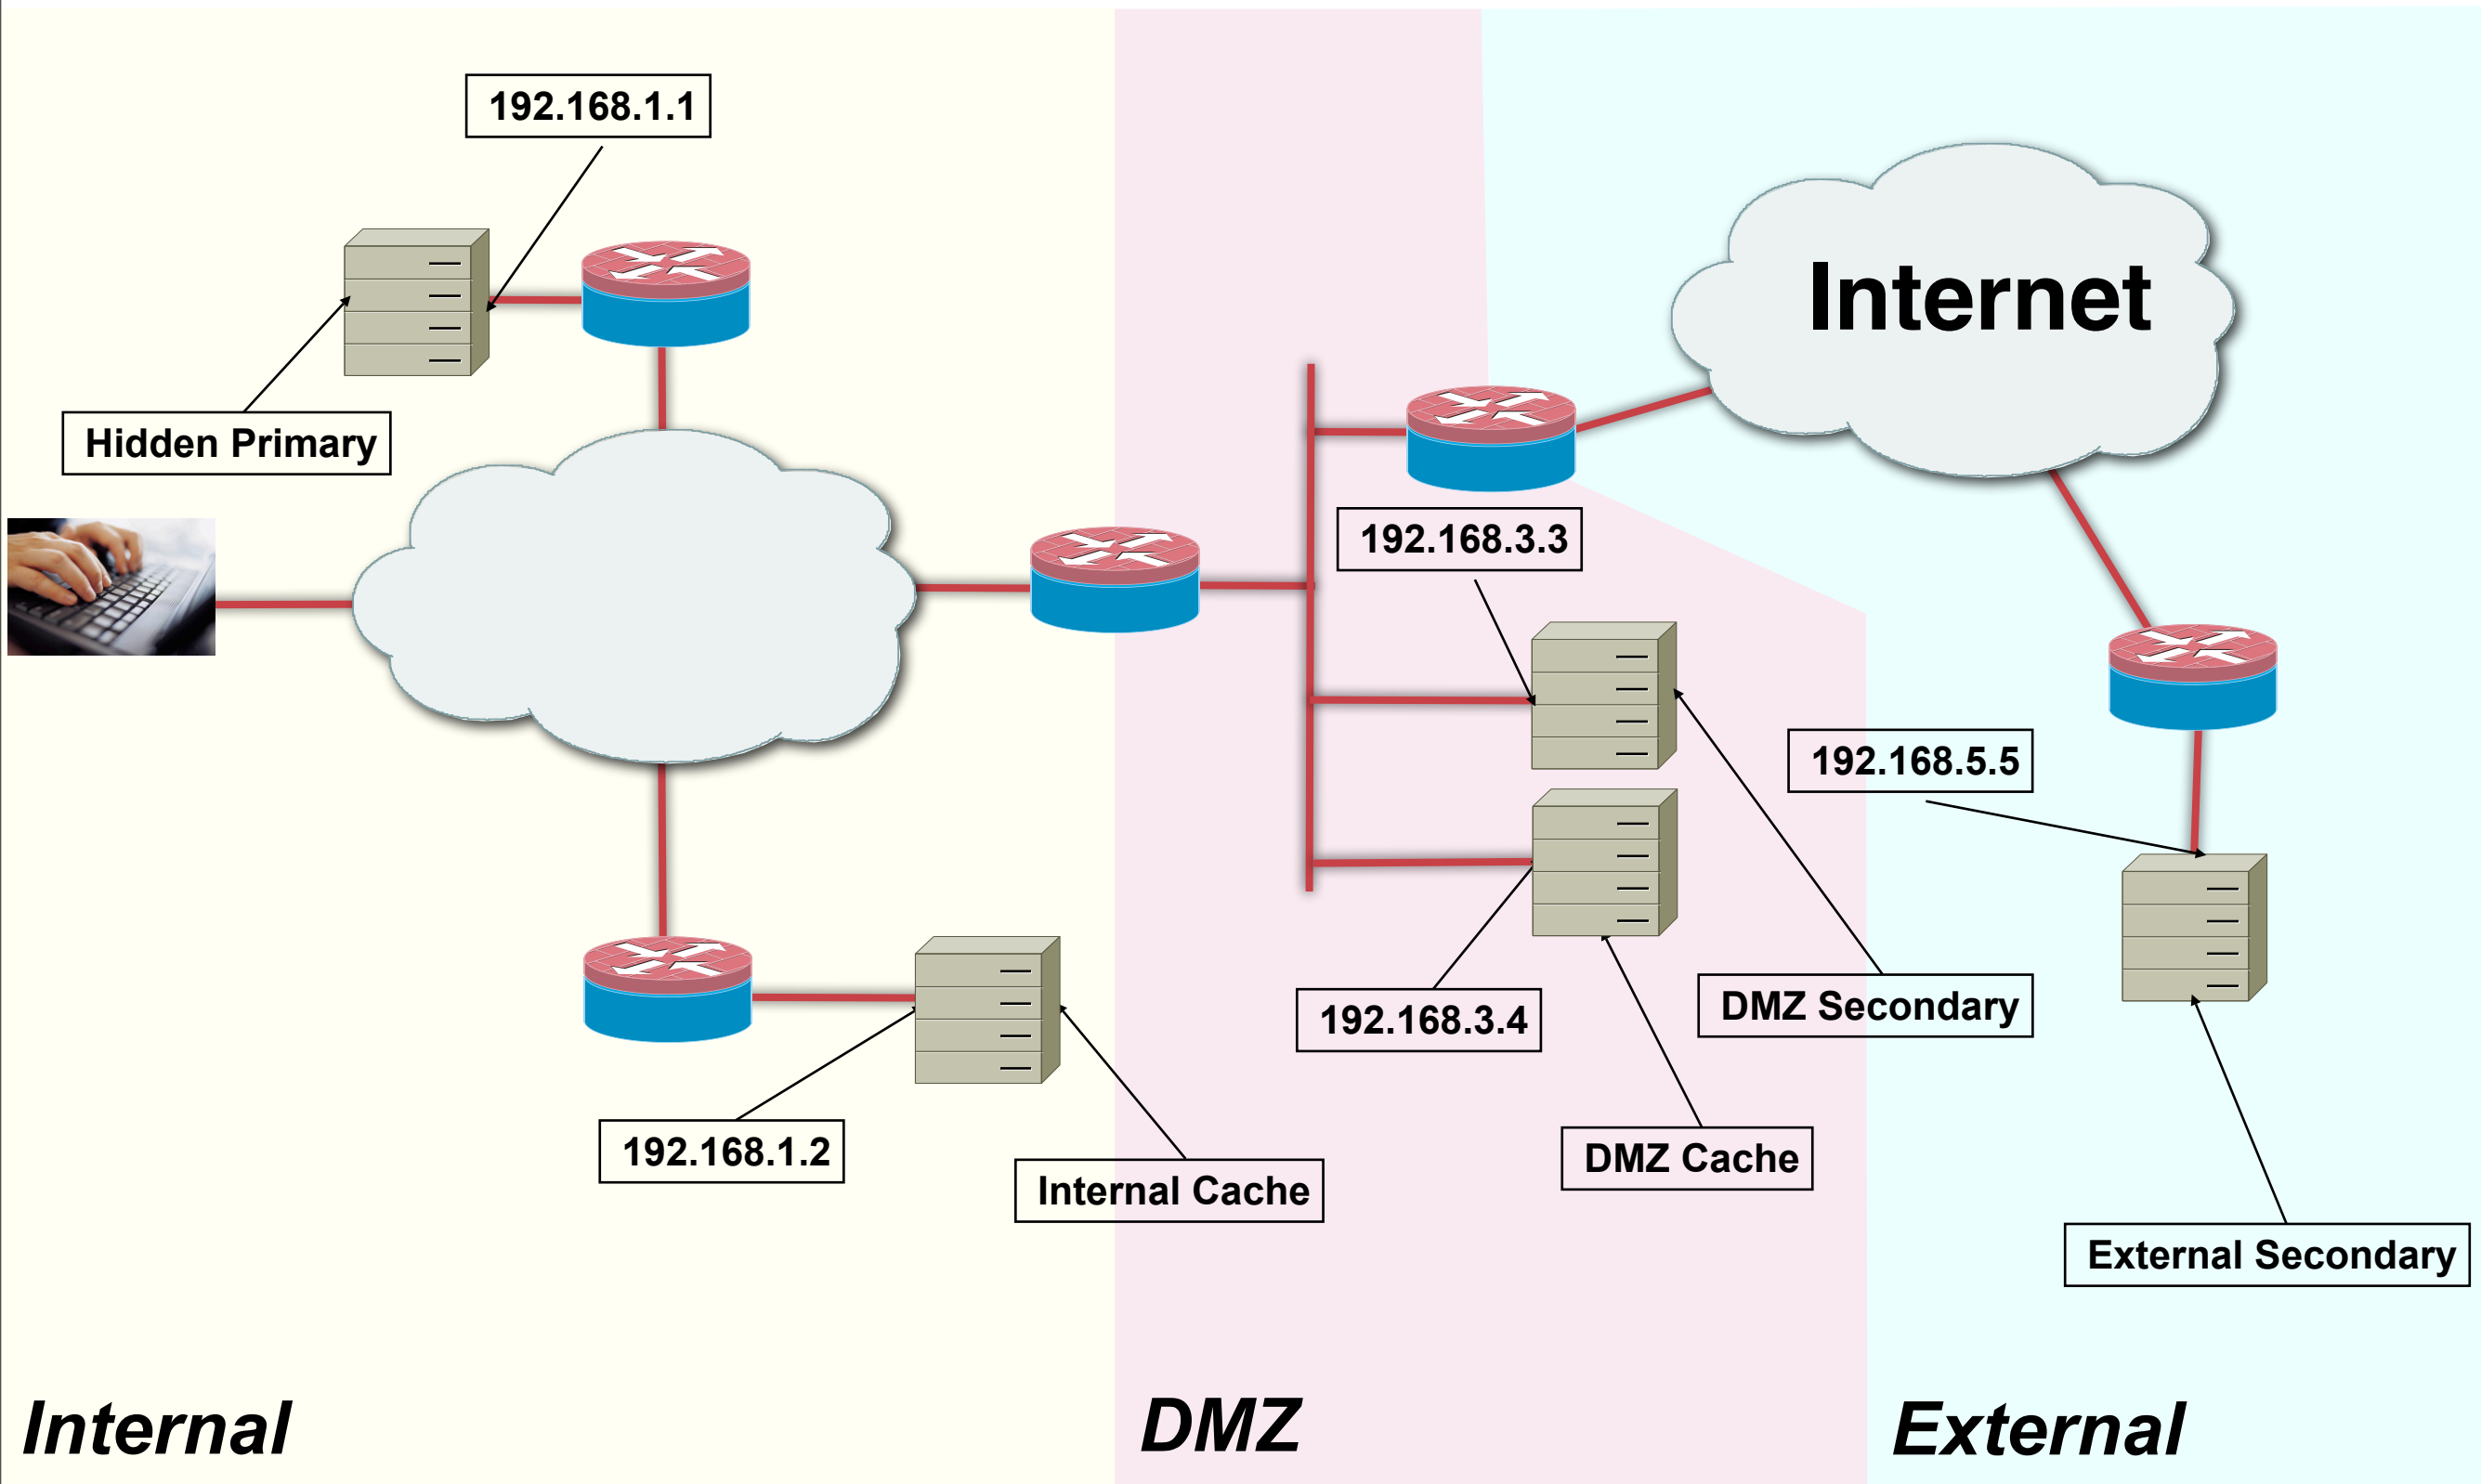 192.168.1.1
Hidden Primary
Internet
192.168.3.3
192.168.5.5
192.168.3.4
DMZ Secondary
192.168.1.2
Internal Cache
DMZ Cache
External Secondary
Internal
DMZ
External